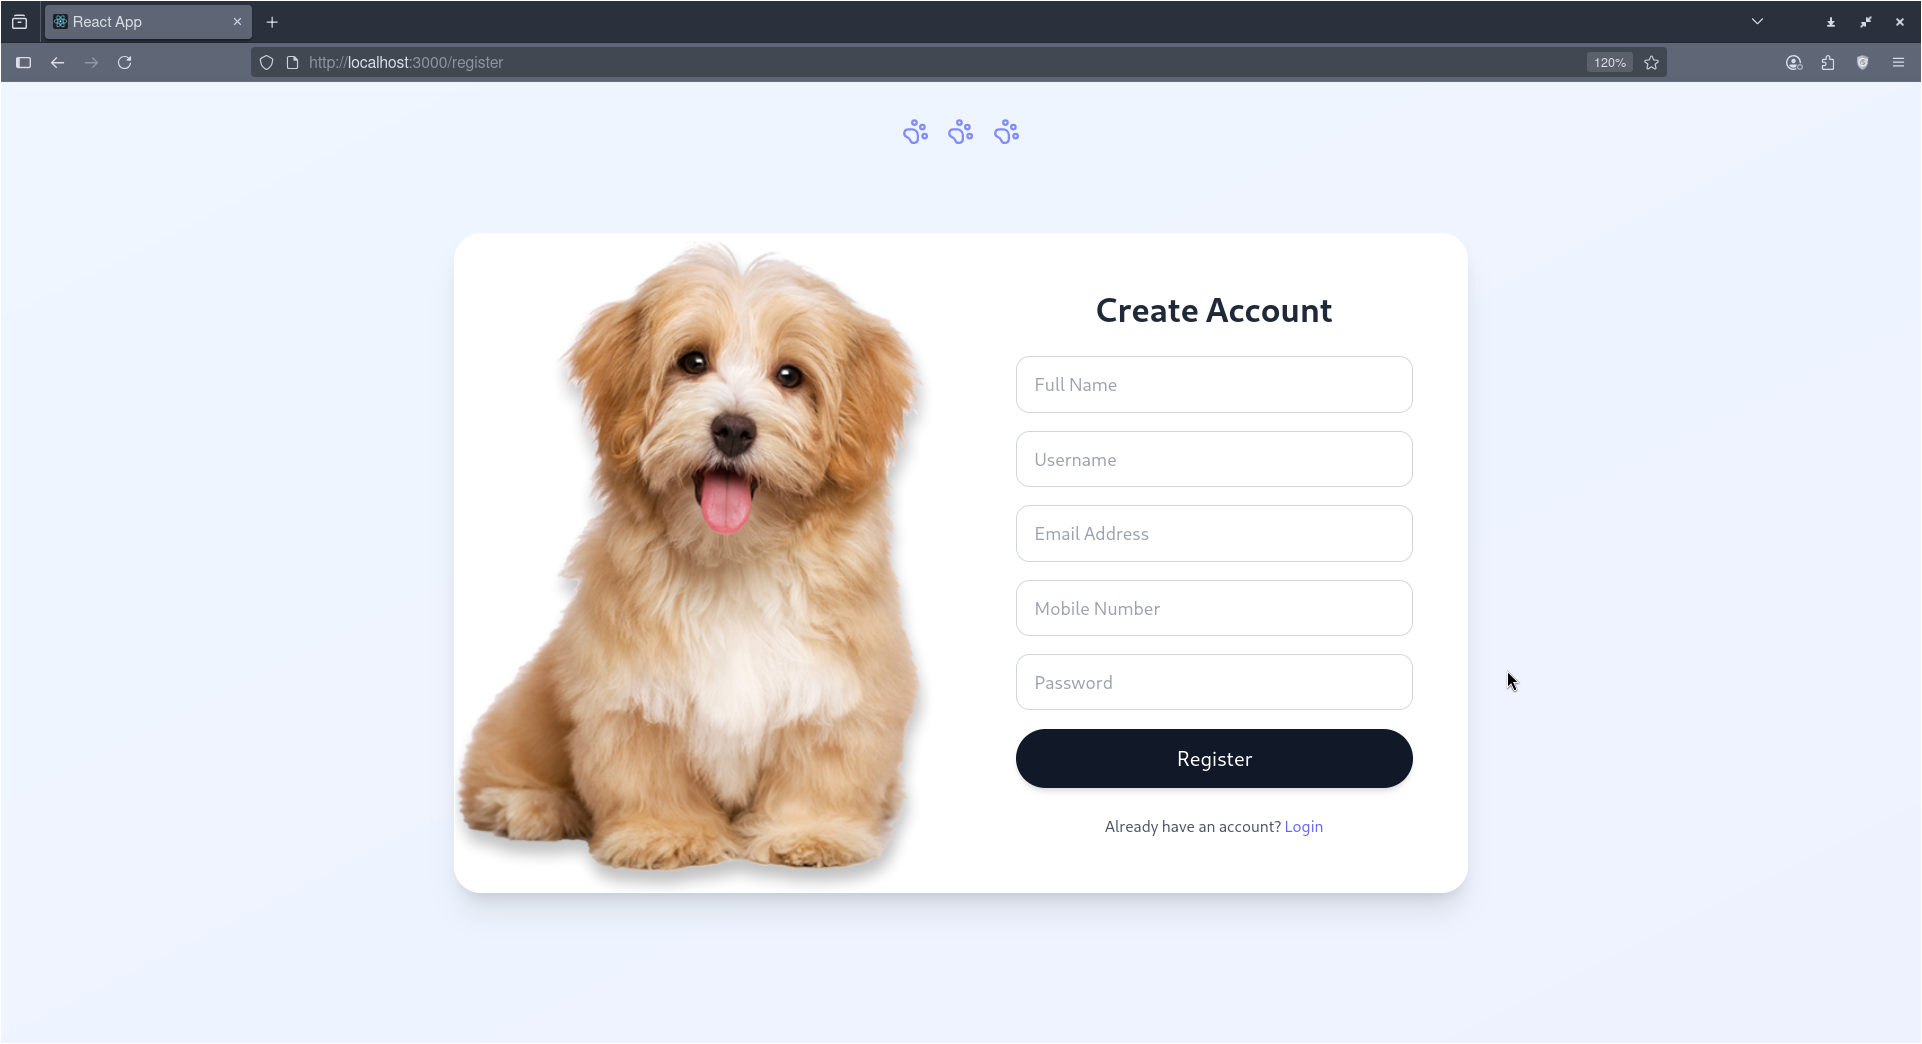 React App
http://localhost:3000/register
120%
Create Account
Full Name
Username
Email Address
Mobile Number
Password
Register
Already have an account? Login